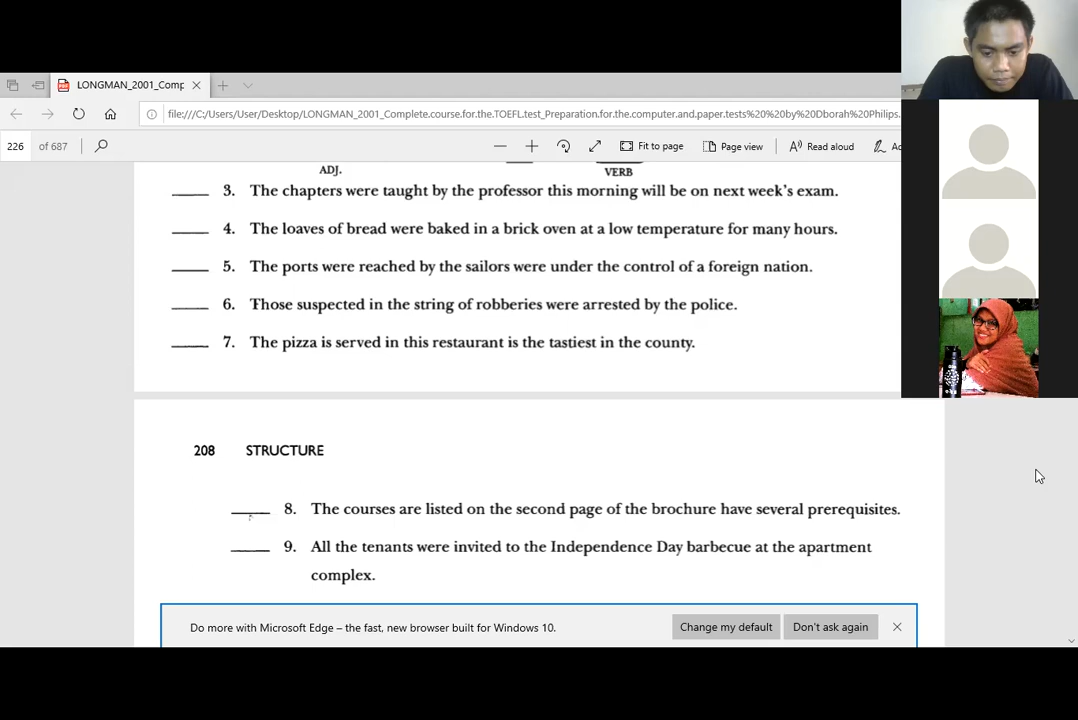 LONGMAN_2001_Comp
file:///C:/Users/User/Desktop/LONGMAN_2001_Complete.course.for.the.TOEFL.test_Preparation.for.the.computer.and.paper.tests%20%20by%20Dborah%20Philips.
226 of 687 Fit to page Page view Read aloud
ADJ. VERB
3. The chapters were taught by the professor this morning will be on next week's exam.
4. The loaves of bread were baked in a brick oven at a low temperature for many hours.
5. The ports were reached by the sailors were under the control of a foreign nation.
6. Those suspected in the string of robberies were arrested by the police.
7. The pizza is served in this restaurant is the tastiest in the county.
208 STRUCTURE
8. The courses are listed on the second page of the brochure have several prerequisites.
9. All the tenants were invited to the Independence Day barbecue at the apartment
complex.
Do more with Microsoft Edge – the fast, new browser built for Windows 10. Change my default Don't ask again